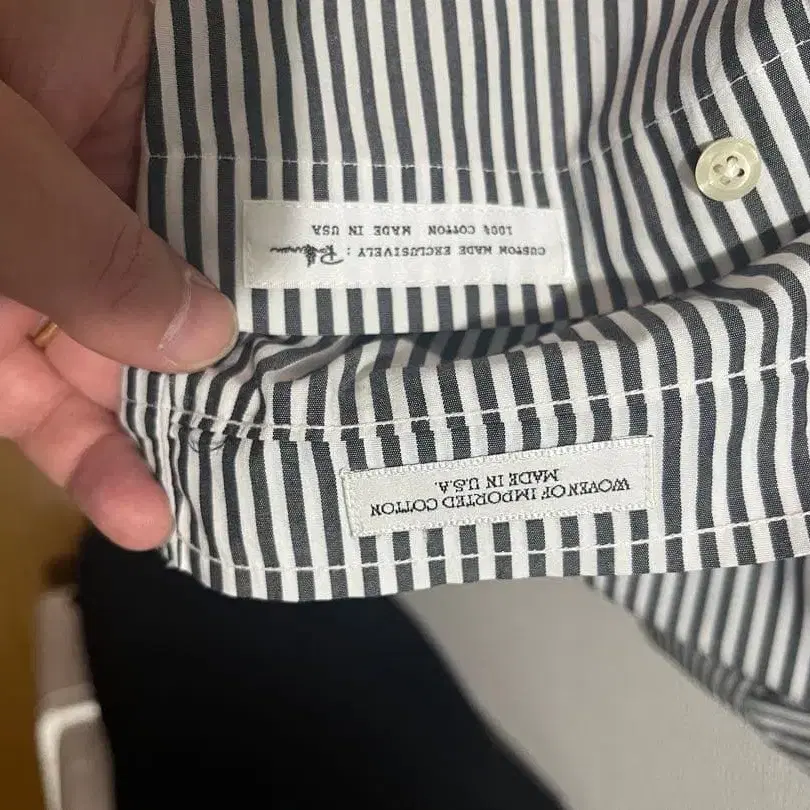 CUSTOM MADE EXCLUSIVELY :
100% COTTON MADE IN USA
WOVEN OF IMPORTED COTTON
MADE IN U.S.A.